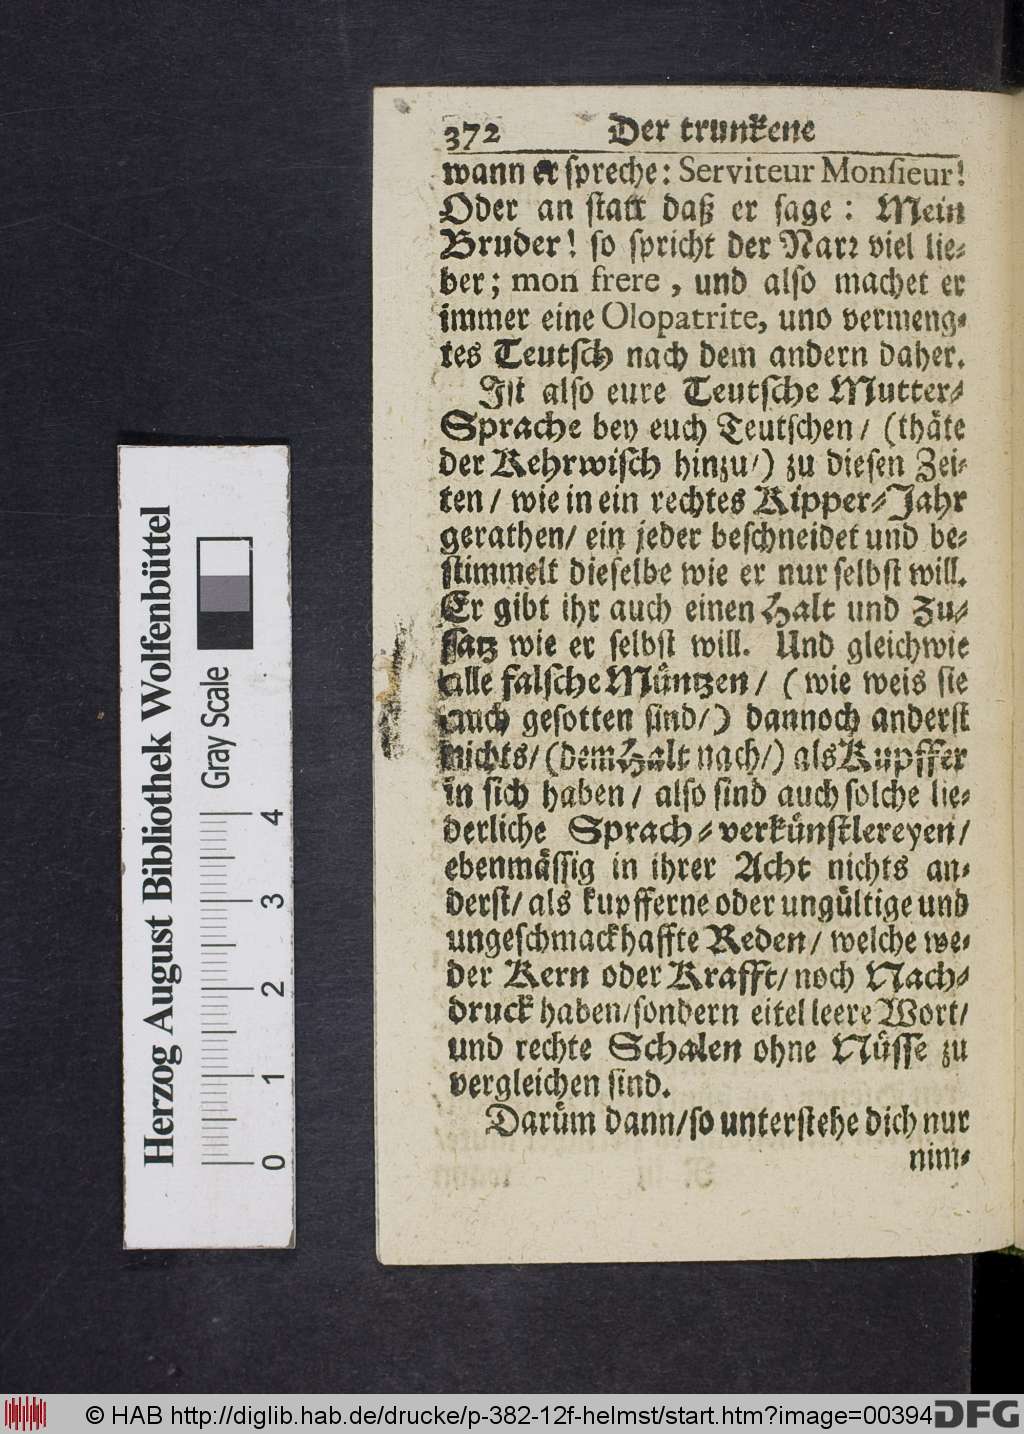 372 Der trunkene
wann er spreche: Serviteur Monsieur!
Oder an statt daß er sage: Mein
Bruder! so spricht der Narr viel lie-
ber; mon frere, und also machet er
immer eine Olopatrite, uno vermeng-
tes Teutsch nach dem andern daher.
Ist also eure Teutsche Mutter-
Sprache bey euch Teutschen/ (thäte
der Kehrwisch hinzu/) zu diesen Zei-
ten/ wie in ein rechtes Kipper-Jahr
gerathen/ ein jeder beschneidet und be-
stimmelt dieselbe wie er nur selbst will.
Er gibt ihr auch einen Halt und Zu-
satz wie er selbst will. Und gleichwie
alle falsche Müntzen/ (wie weis sie
auch gesotten sind/) dannoch anderst
nichts/ (dem Halt nach/) als Kupffer
in sich haben/ also sind auch solche lie-
derliche Sprach-verkünstlereyen/
ebenmässig in ihrer Acht nichts an-
derst/ als kupfferne oder ungültige und
ungeschmackhaffte Reden/ welche we-
der Kern oder Krafft/ noch Nach-
druck haben/ sondern eitel leere Wort/
und rechte Schalen ohne Nüsse zu
vergleichen sind.
Darüm dann/ so unterstehe dich nur
nim-
Herzog August Bibliothek Wolfenbüttel
Gray Scale
0 1 2 3 4
© HAB http://diglib.hab.de/drucke/p-382-12f-helmst/start.htm?image=00394
DFG